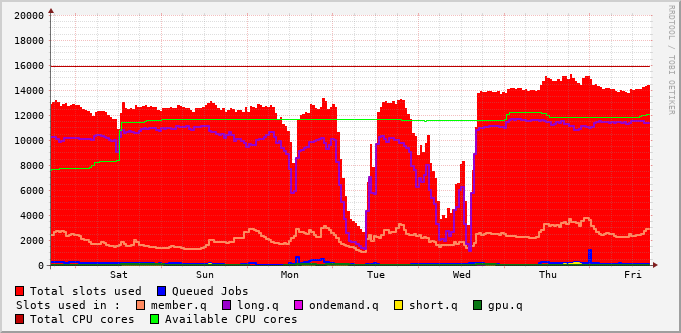 20000
18000
16000
14000
12000
10000
8000
6000
4000
2000
0
Sat Sun Mon Tue Wed Thu Fri
RRDTOOL / TOBI OETIKER
Total slots used Queued Jobs
Slots used in : member.q long.q ondemand.q short.q gpu.q
Total CPU cores Available CPU cores